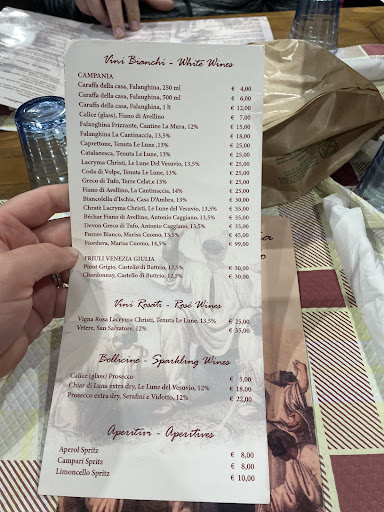 Vini Bianchi - White Wines
CAMPANIA
Caraffa della casa, Falanghina, 250 ml € 4,00
Caraffa della casa, Falanghina, 500 ml € 6,00
Caraffa della casa, Falanghina, 1 lt € 12,00
Calice (glass), Fiano di Avellino € 7,00
Falanghina Frizzante, Cantine La Mura, 12% € 15,00
Falanghina La Cantinaccia, 13,5% € 18,00
Caprettone, Tenuta Le Lune ,13% € 25,00
Catalanesca, Tenuta Le Lune, 13% € 25,00
Lacryma Christi, Le Lune Del Vesuvio, 13,5% € 25,00
Coda di Volpe, Tenuta Le Lune, 13% € 25,00
Greco di Tufo, Terre Celat.e 13% € 25,00
Fiano di Avellino, La Cantinaccia, 14% € 25,00
Biancolella d'Ischia, Casa D'Ambra, 13% € 30,00
Le Lune del Vesuvio, 13,5% € 35,00
Béchar Fiano di Avellino, Antonio Caggiano, 13,5% € 35,00
Devon Greco di Tufo, Antonio Caggiano, 13,5% € 35,00
Furore Bianco, Marisa Cuomo, 13,5% € 45,00
Fiorduva, Marisa Cuomo, 14,5% € 99,00
FRIULI VENEZIA GIULIA
Pinot Grigio, Castello di Buttrio, 12,5% € 30,00
Chardonnay, Castello di Buttrio, 12,5% € 30,00
Vini Rosati - Rosé Wines
Vigna Rosa Lacryma Christi, Tenuta Le Lune, 13,5% € 25,00
Vetere, San Salvatore, 12% € 35,00
Bollicine - Sparkling Wines
Calice (glass) Prosecco € 5,00
Chiar di Luna extra dry, Le Lune del Vesuvio, 12% € 18,00
Prosecco extra dry, Serafini e Vidotto, 12% € 22,00
Aperitivi - Aperitives
Aperol Spritz € 8,00
Campari Spritz € 8,00
Limoncello Spritz € 10,00